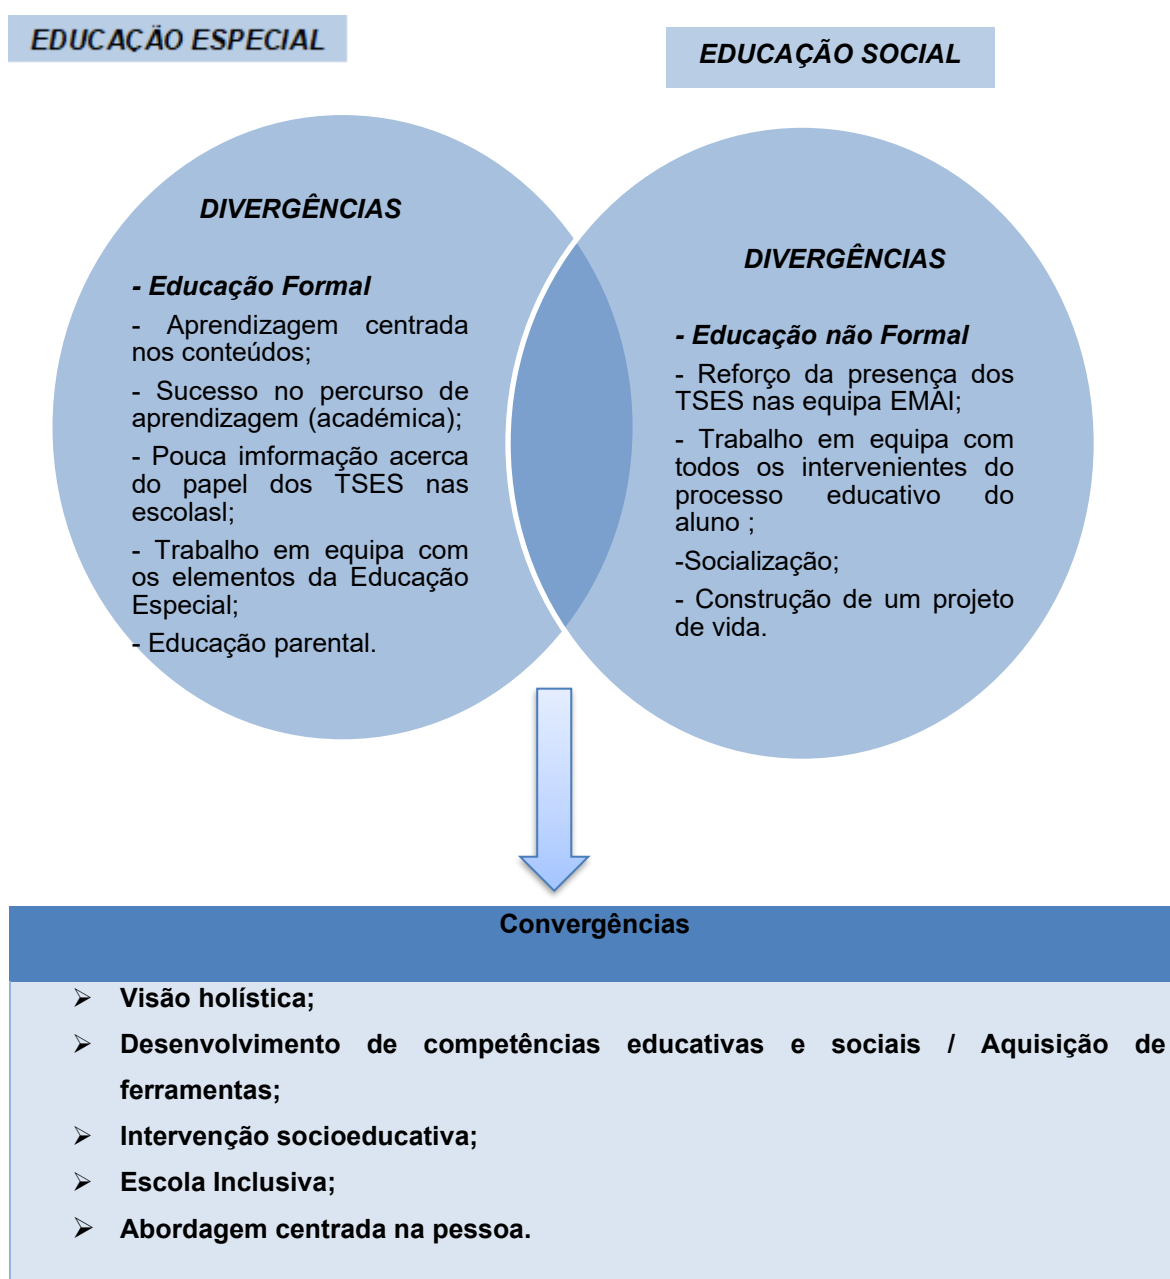 EDUCAÇÃO ESPECIAL
EDUCAÇÃO SOCIAL
DIVERGÊNCIAS
- Educação Formal
- Aprendizagem centrada
nos conteúdos;
- Sucesso no percurso de
aprendizagem (académica);
- Pouca imformação acerca
do papel dos TSES nas
escolasl;
- Trabalho em equipa com
os elementos da Educação
Especial;
- Educação parental.
DIVERGÊNCIAS
- Educação não Formal
- Reforço da presença dos
TSES nas equipa EMAI;
- Trabalho em equipa com
todos os intervenientes do
processo educativo do
aluno ;
-Socialização;
- Construção de um projeto
de vida.
Convergências
➢ Visão holística;
➢ Desenvolvimento de competências educativas e sociais / Aquisição de
ferramentas;
➢ Intervenção socioeducativa;
➢ Escola Inclusiva;
➢ Abordagem centrada na pessoa.